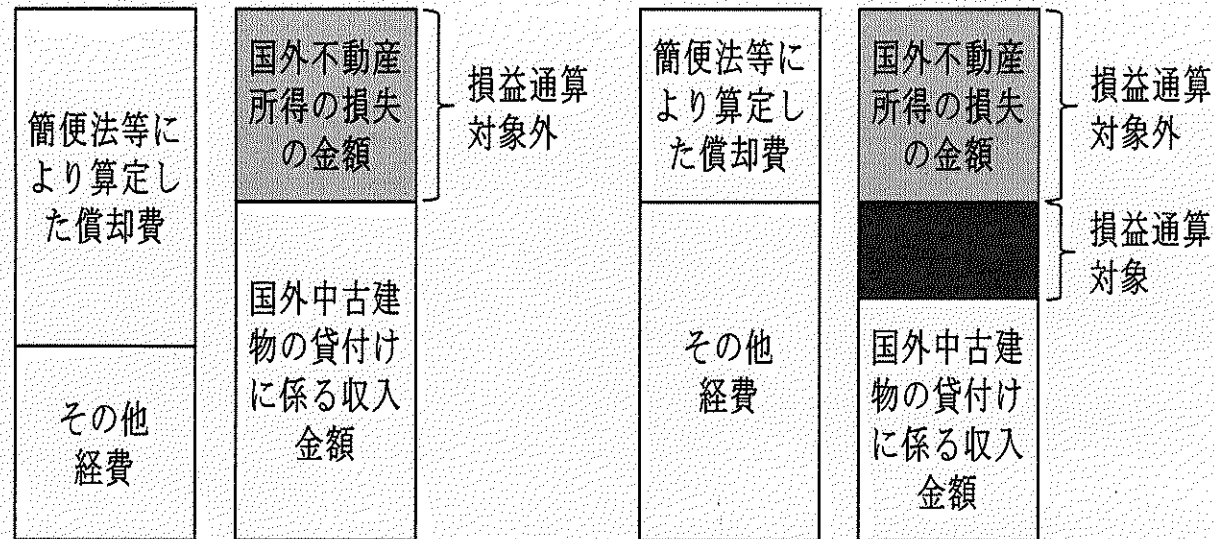 簡便法等に
より算定し
た償却費
その他
経費
国外不動産
所得の損失
の金額
国外中古建
物の貸付け
に係る収入
金額
損益通算
対象外
簡便法等に
より算定し
た償却費
その他
経費
国外不動産
所得の損失
の金額
国外中古建
物の貸付け
に係る収入
金額
損益通算
対象外
損益通算
対象